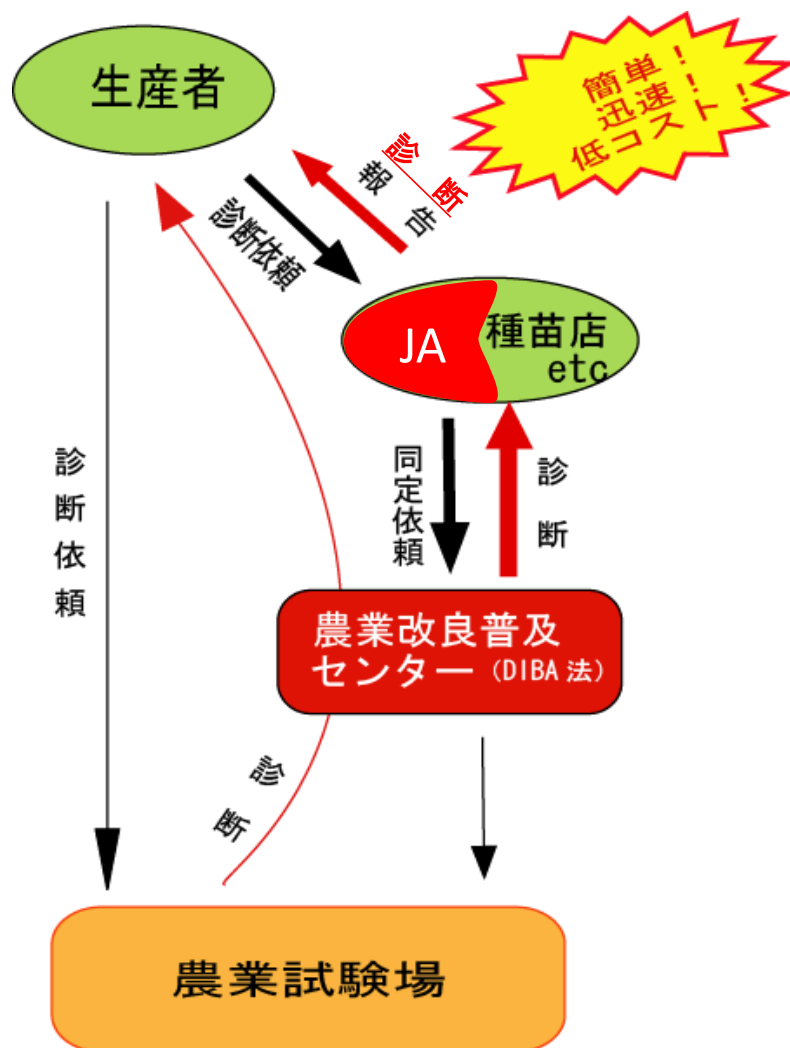 生産者
簡単！
迅速！
低コスト！
診断
報告
診断依頼
JA
種苗店
etc
診断依頼
同定依頼
診断
農業改良普及
センター（DIBA法）
診断
農業試験場